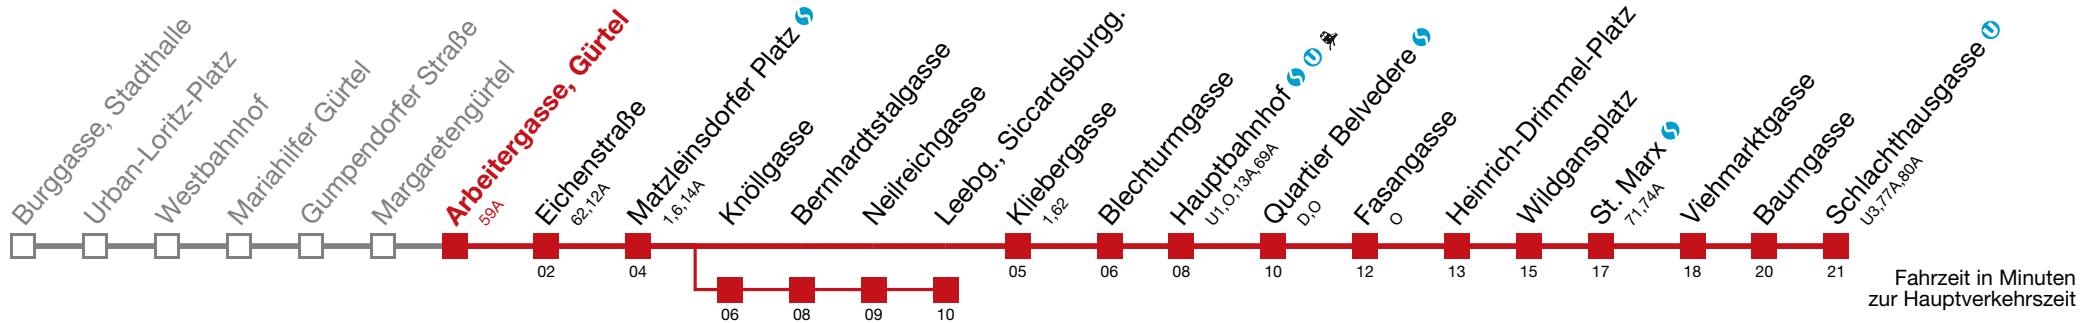 Burggasse, Stadthalle
Urban-Loritz-Platz
Westbahnhof
Mariahilfer Gürtel
Gumpendorfer Straße
Margaretengürtel
Arbeitergasse, Gürtel
59A
Eichenstraße
62,12A
02
Matzleinsdorfer Platz S
1,6,14A
04
Knöllgasse
06
Bernhardtstalgasse
08
Neilreichgasse
09
Leebg., Siccardsburgg.
10
Kliebergasse
1,62
05
Blechturmgasse
06
Hauptbahnhof S U
U1,O,13A,69A
08
Quartier Belvedere S
D,O
10
Fasangasse
O
12
Heinrich-Drimmel-Platz
13
Wildgansplatz
15
St. Marx S
71,74A
17
Viehmarktgasse
18
Baumgasse
20
Schlachthausgasse U
U3,77A,80A
21
Fahrzeit in Minuten
zur Hauptverkehrszeit